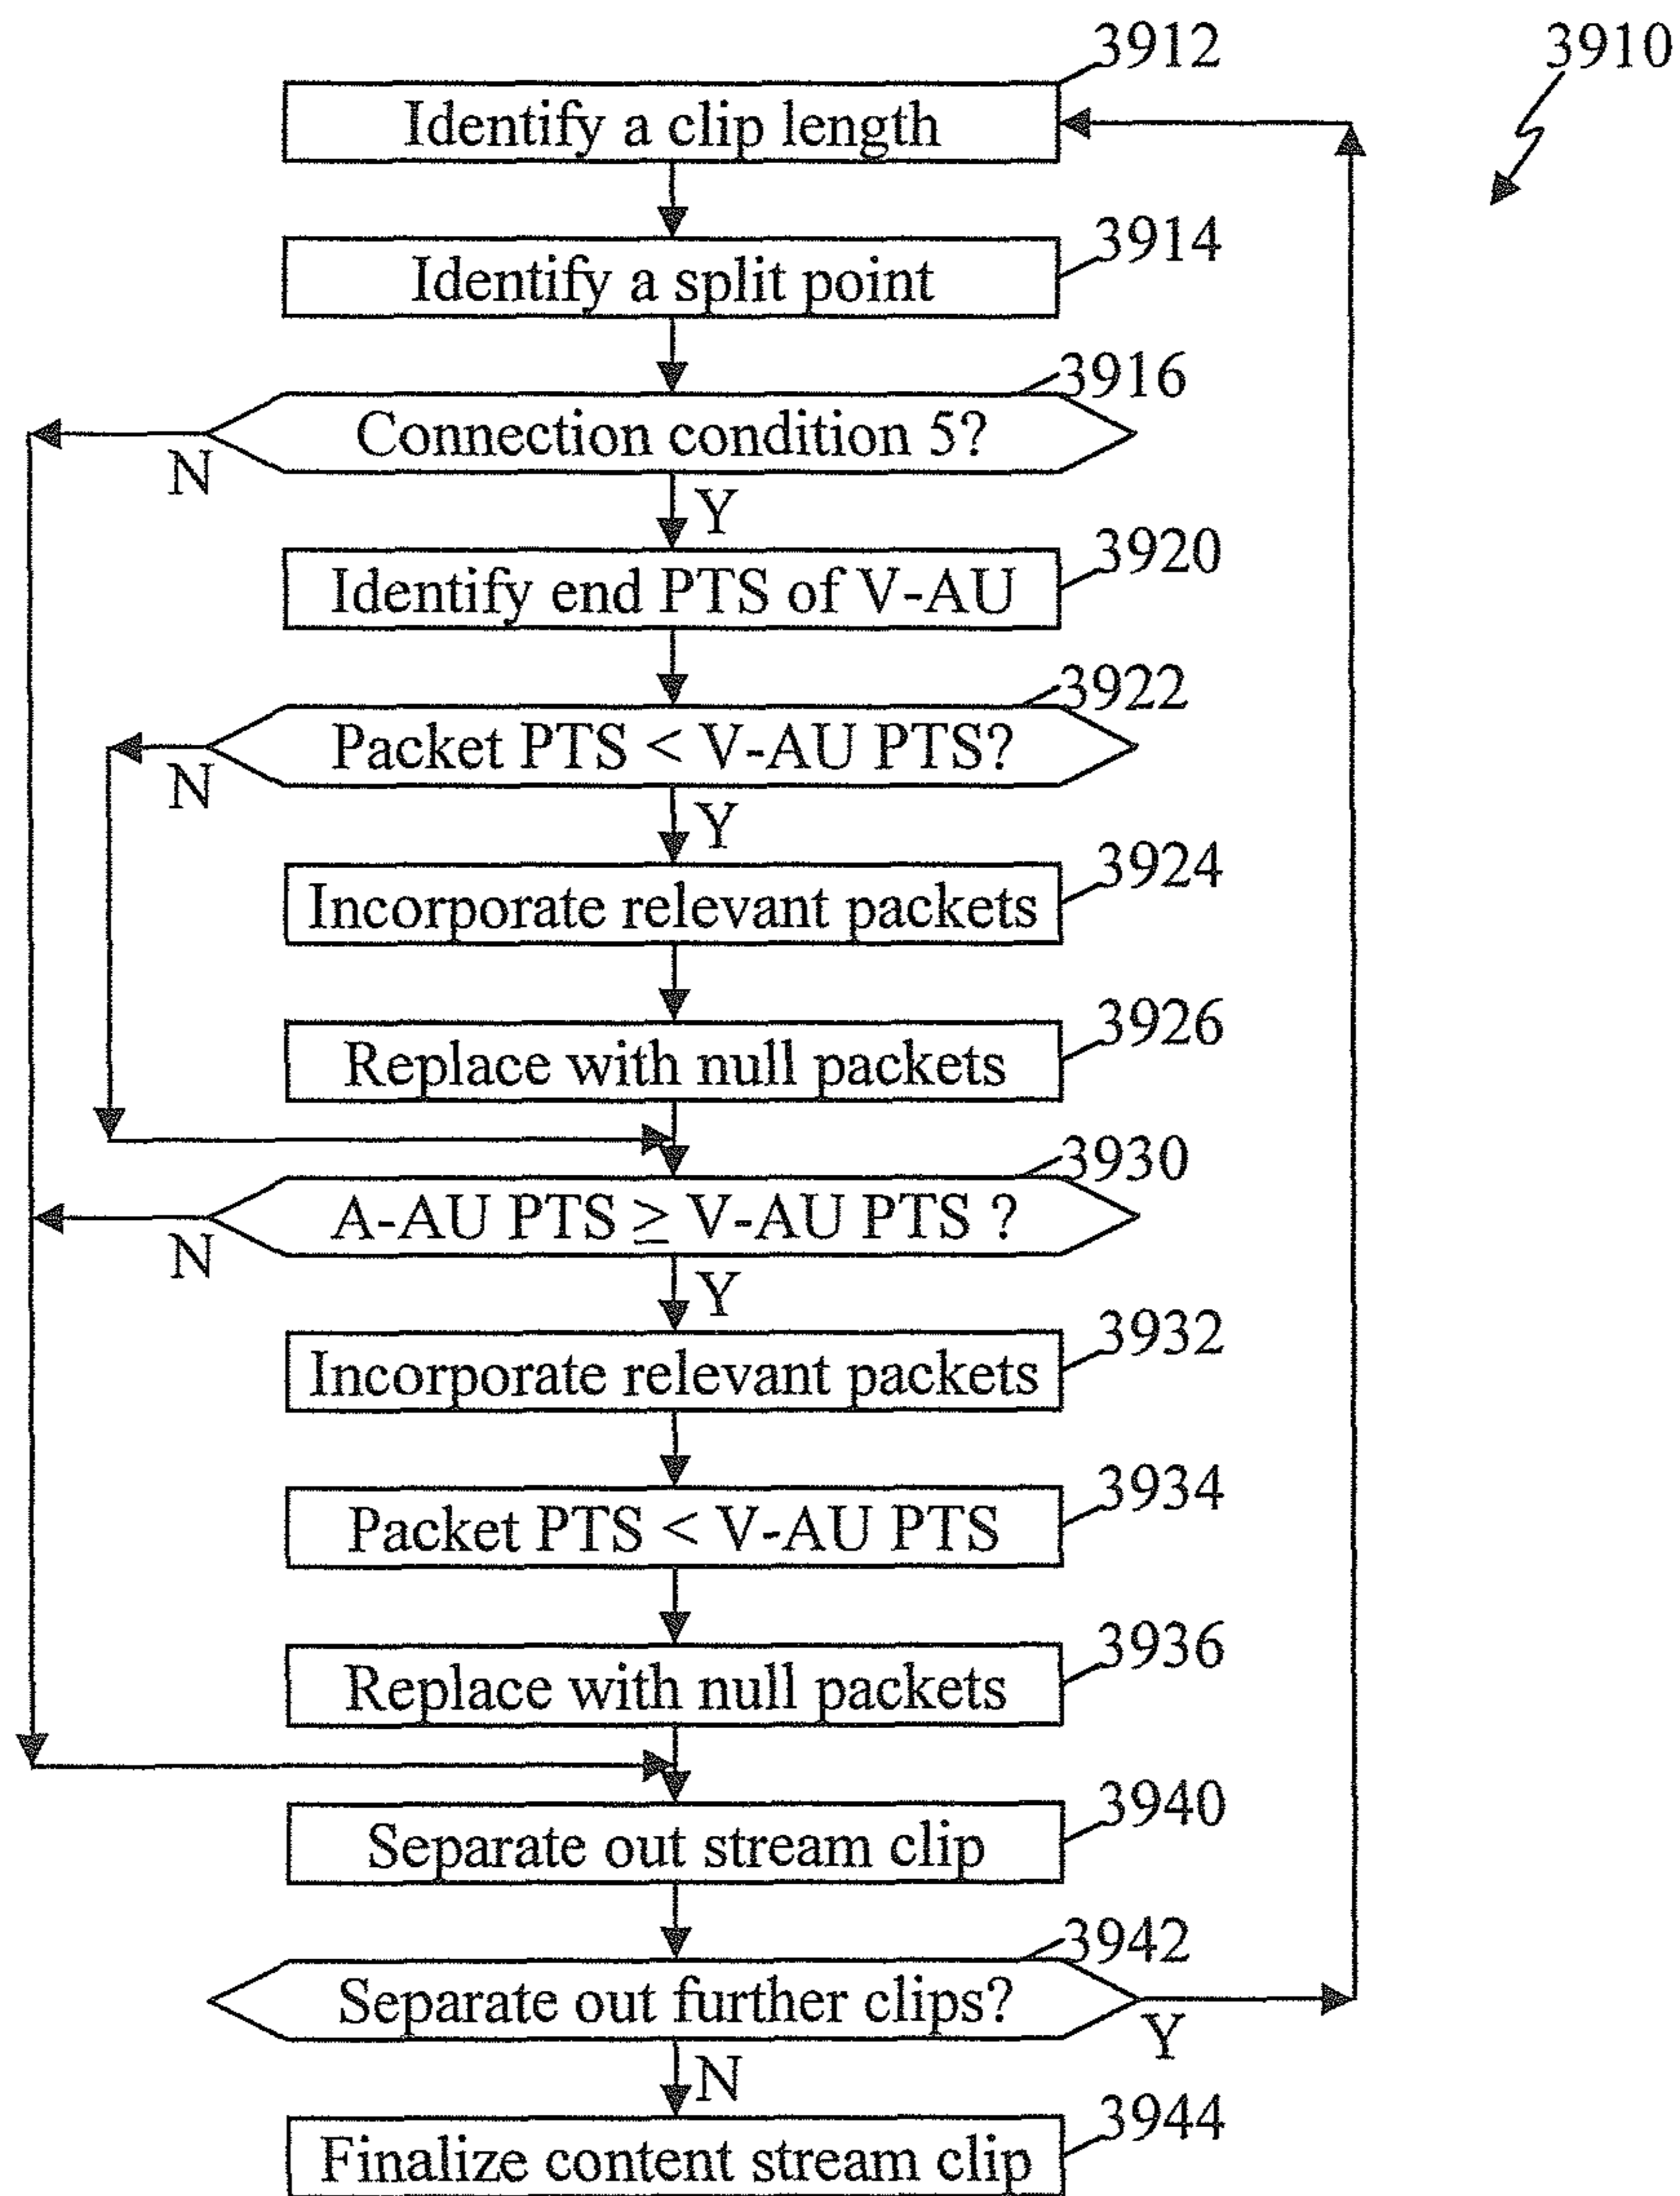 3912
3910
Identify a clip length
3914
Identify a split point
3916
Connection condition 5?
N
Y
3920
Identify end PTS of V-AU
3922
Packet PTS < V-AU PTS?
N
Y
3924
Incorporate relevant packets
3926
Replace with null packets
3930
A-AU PTS ≥ V-AU PTS ?
N
Y
3932
Incorporate relevant packets
3934
Packet PTS < V-AU PTS
3936
Replace with null packets
3940
Separate out stream clip
3942
Separate out further clips?
Y
N
3944
Finalize content stream clip